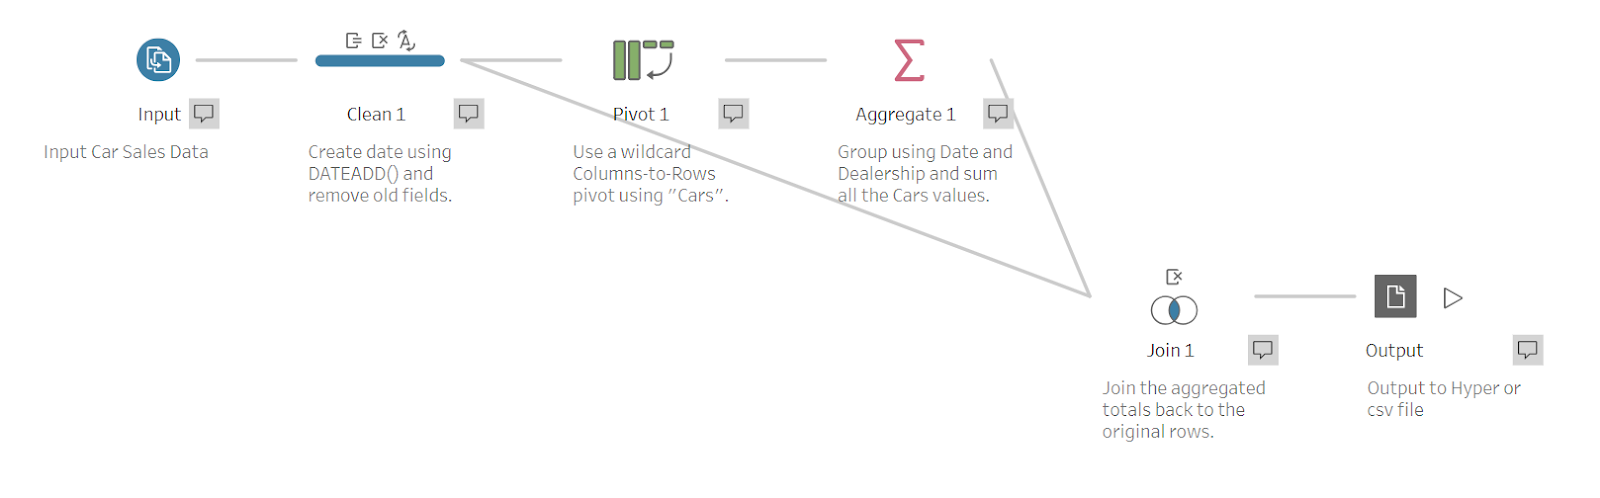 Input
Input Car Sales Data
Clean 1
Create date using
DATEADD() and
remove old fields.
Pivot 1
Use a wildcard
Columns-to-Rows
pivot using "Cars".
Aggregate 1
Group using Date and
Dealership and sum
all the Cars values.
Join 1
Join the aggregated
totals back to the
original rows.
Output
Output to Hyper or
csv file